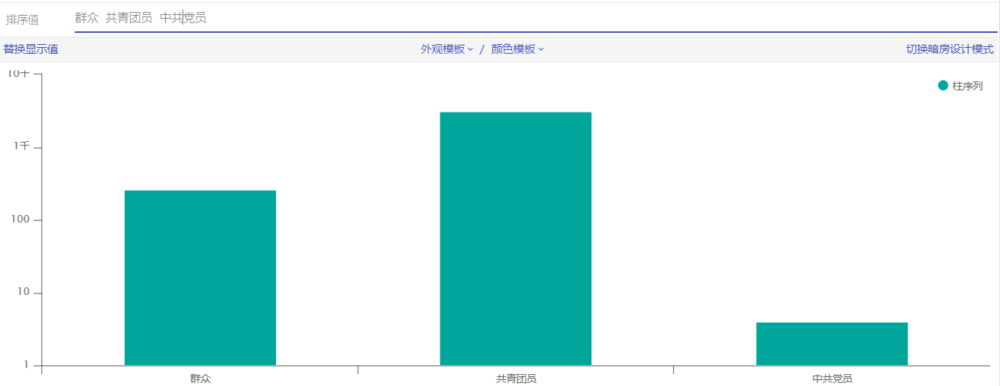 排序值 群众 共青团员 中共党员
替换显示值 外观模板 / 颜色模板 切换暗房设计模式
10千
柱序列
1千
100
10
1
群众 共青团员 中共党员